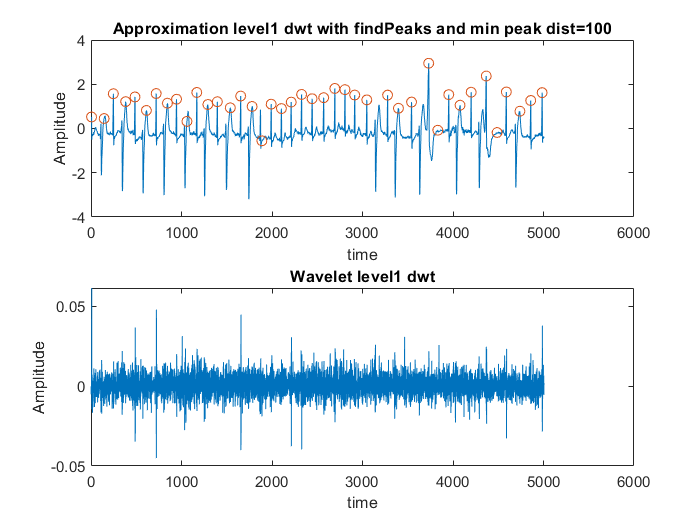 Approximation level1 dwt with findPeaks and min peak dist=100
4
2
0
-2
-4
Amplitude
0 1000 2000 3000 4000 5000 6000
time
Wavelet level1 dwt
0.05
0
-0.05
Amplitude
0 1000 2000 3000 4000 5000 6000
time